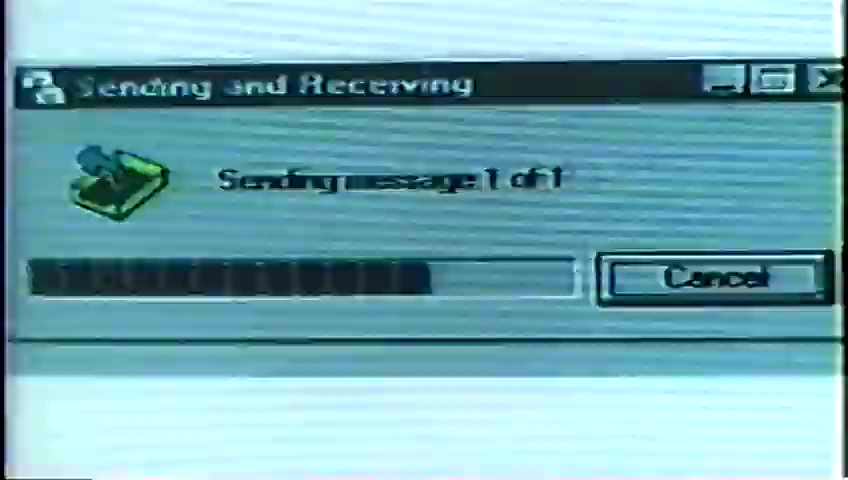 Sending and Receiving
Sending message 1 of 1
Cancel